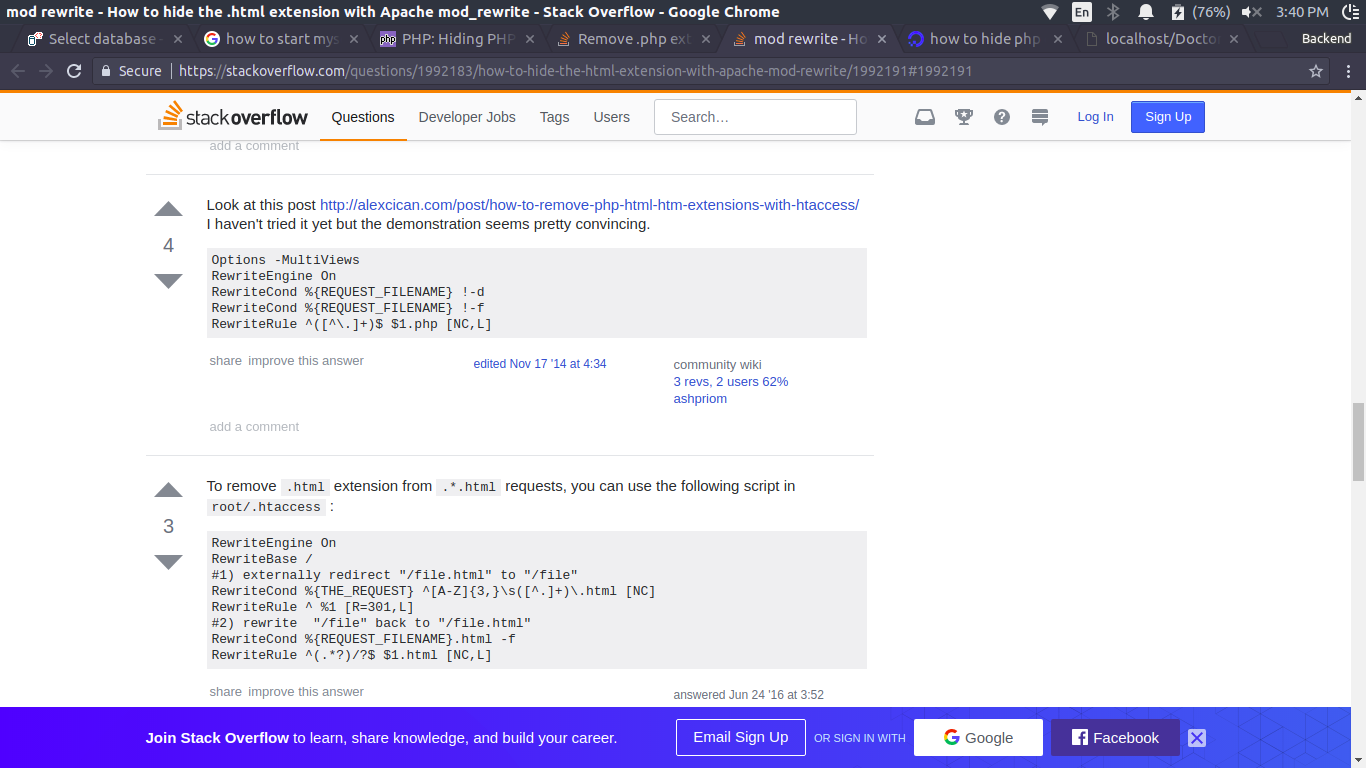 mod rewrite - How to hide the .html extension with Apache mod_rewrite - Stack Overflow - Google Chrome
En
(76%)
3:40 PM
Select database
how to start mys
php
PHP: Hiding PHP
Remove .php ext
mod rewrite - Ho
how to hide php
localhost/Docto
Backend
Secure
https://stackoverflow.com/questions/1992183/how-to-hide-the-html-extension-with-apache-mod-rewrite/1992191#1992191
stackoverflow
Questions
Developer Jobs
Tags
Users
Search…
?
Log In
Sign Up
add a comment
Look at this post http://alexcican.com/post/how-to-remove-php-html-htm-extensions-with-htaccess/
I haven't tried it yet but the demonstration seems pretty convincing.
4
Options -MultiViews
RewriteEngine On
RewriteCond %{REQUEST_FILENAME} !-d
RewriteCond %{REQUEST_FILENAME} !-f
RewriteRule ^([^\.]+)$ $1.php [NC,L]
share improve this answer
edited Nov 17 '14 at 4:34
community wiki
3 revs, 2 users 62%
ashpriom
add a comment
To remove .html extension from .*.html requests, you can use the following script in
root/.htaccess :
3
RewriteEngine On
RewriteBase /
#1) externally redirect "/file.html" to "/file"
RewriteCond %{THE_REQUEST} ^[A-Z]{3,}\s([^.]+)\.html [NC]
RewriteRule ^ %1 [R=301,L]
#2) rewrite  "/file" back to "/file.html"
RewriteCond %{REQUEST_FILENAME}.html -f
RewriteRule ^(.*?)/?$ $1.html [NC,L]
share improve this answer
answered Jun 24 '16 at 3:52
Join Stack Overflow to learn, share knowledge, and build your career.
Email Sign Up
OR SIGN IN WITH
Google
Facebook